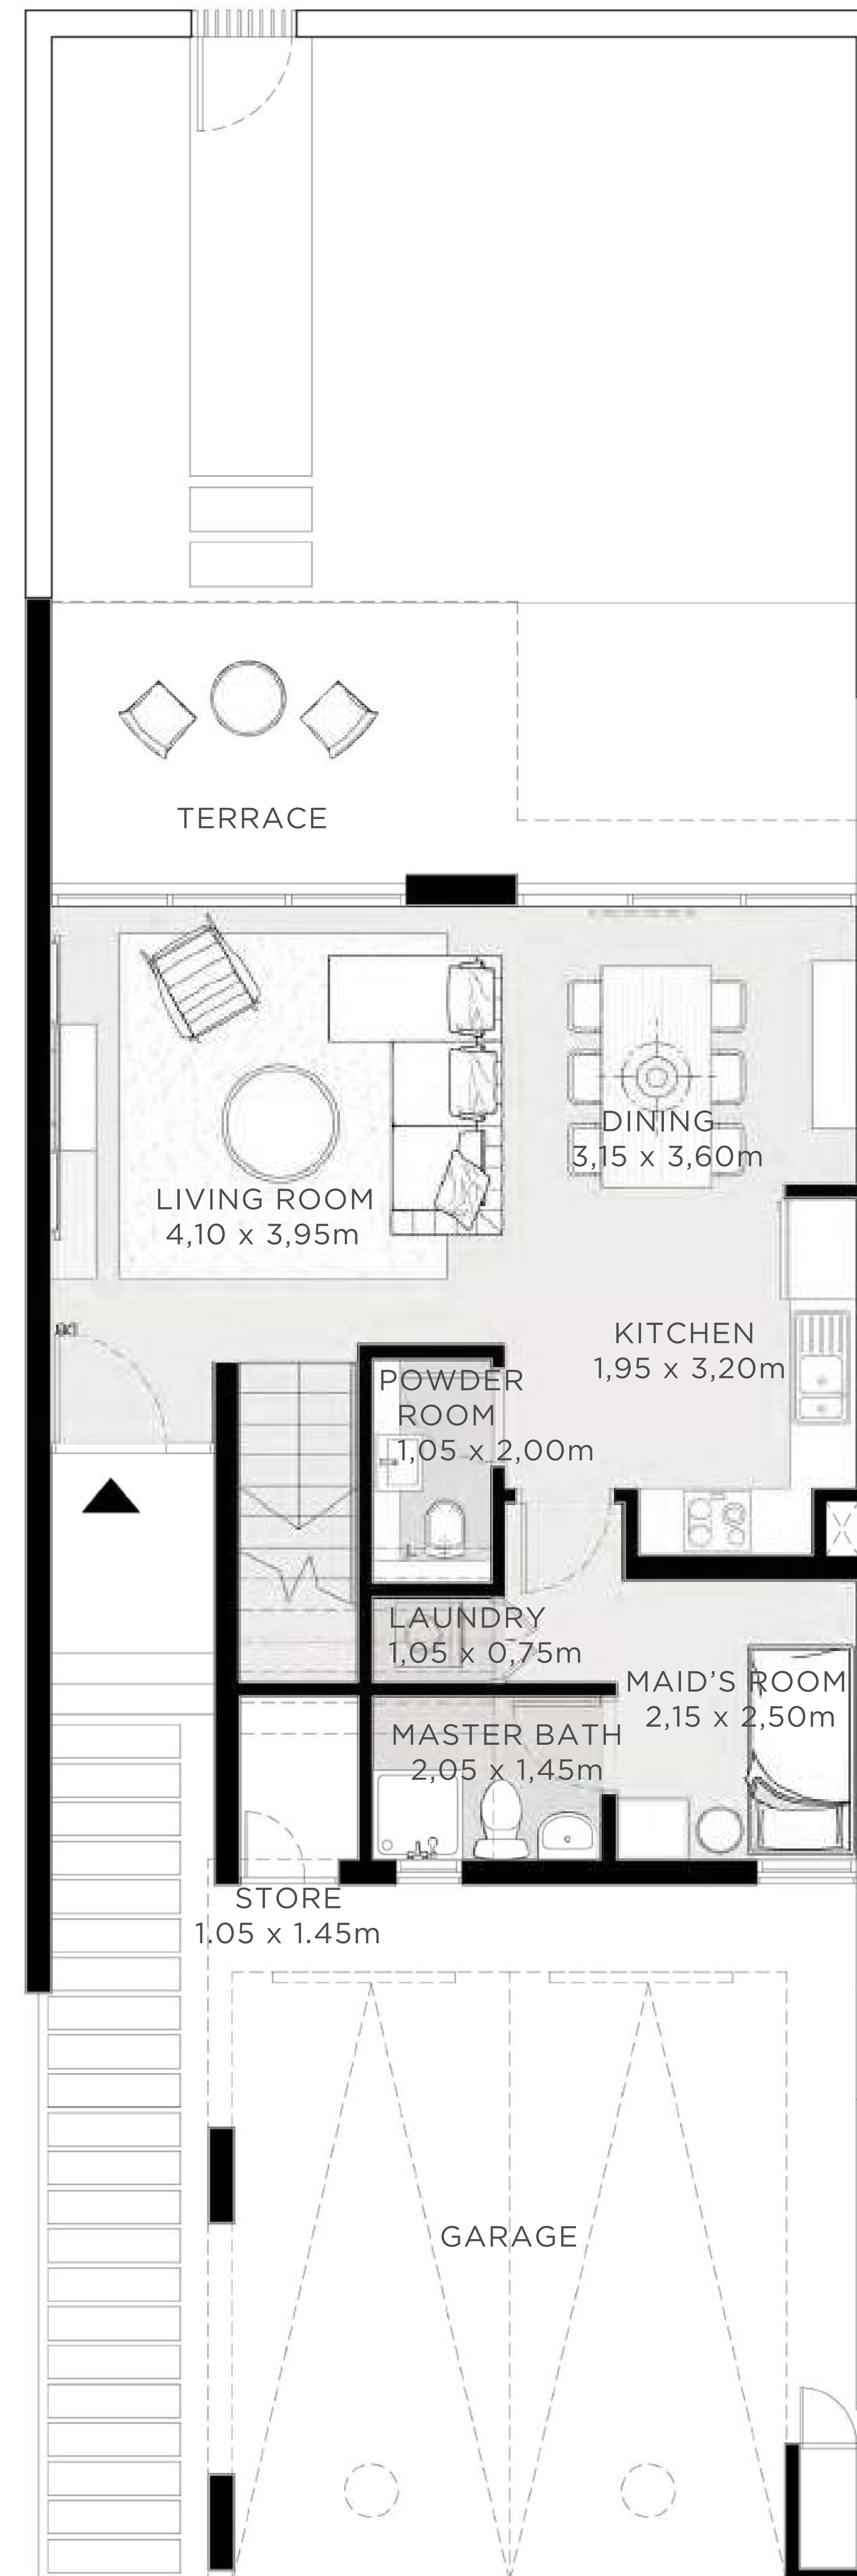 TERRACE
DINING
3,15 x 3,60m
LIVING ROOM
4,10 x 3,95m
KITCHEN
1,95 x 3,20m
POWDER
ROOM
1,05 x 2,00m
LAUNDRY
1,05 x 0,75m
MAID'S ROOM
2,15 x 2,50m
MASTER BATH
2,05 x 1,45m
STORE
1.05 x 1.45m
GARAGE